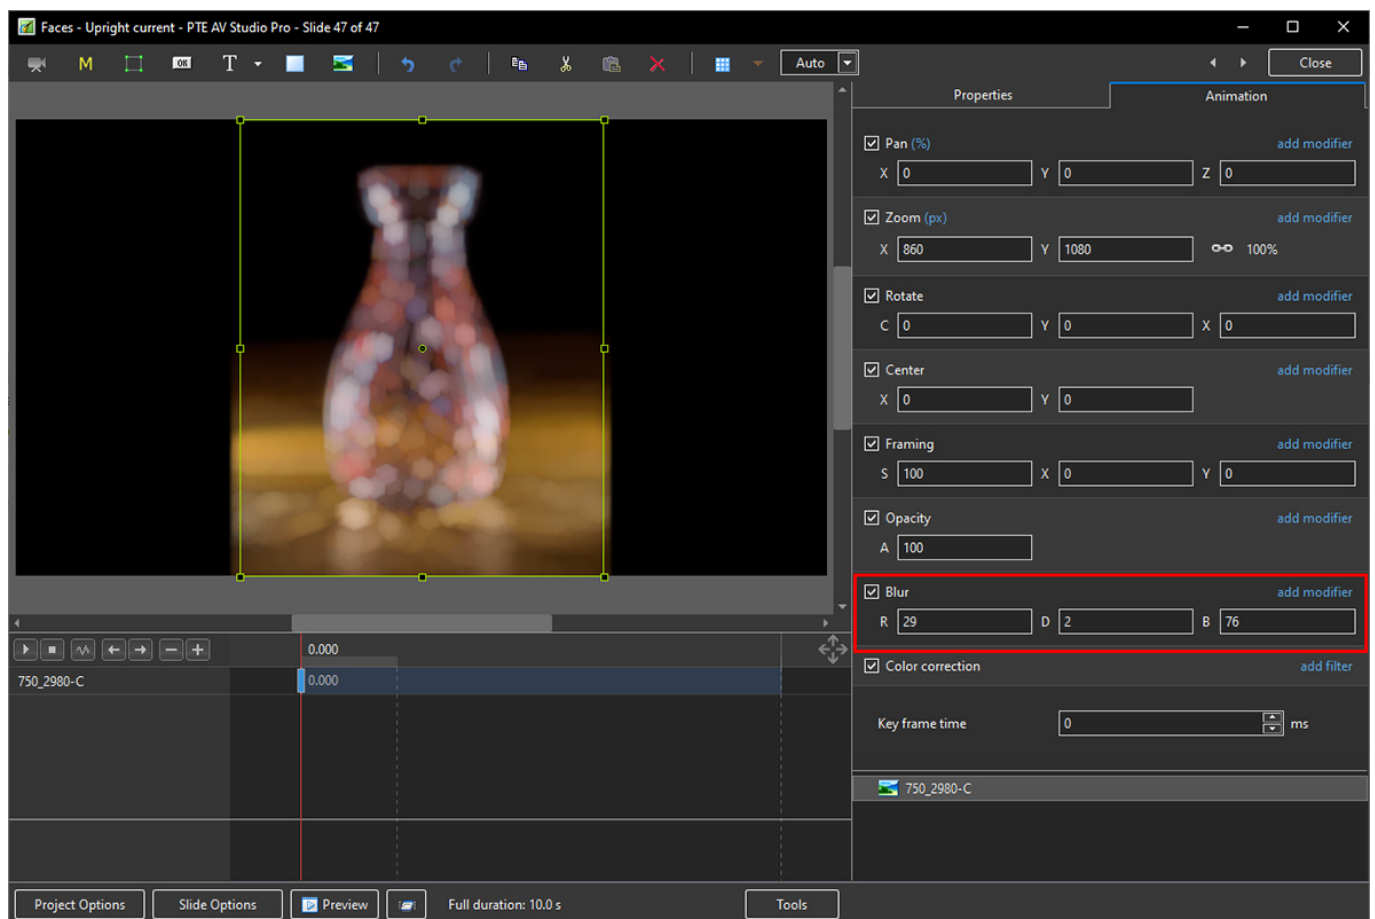 Faces - Upright current - PTE AV Studio Pro - Slide 47 of 47
M OK T Auto Close
Properties Animation
Pan (%) add modifier
X 0 Y 0 Z 0
Zoom (px) add modifier
X 860 Y 1080 100%
Rotate add modifier
C 0 Y 0 X 0
Center add modifier
X 0 Y 0
Framing add modifier
S 100 X 0 Y 0
Opacity add modifier
A 100
Blur add modifier
R 29 D 2 B 76
Color correction add filter
Key frame time 0 ms
750_2980-C
0.000
750_2980-C 0.000
Project Options Slide Options Preview Full duration: 10.0 s Tools